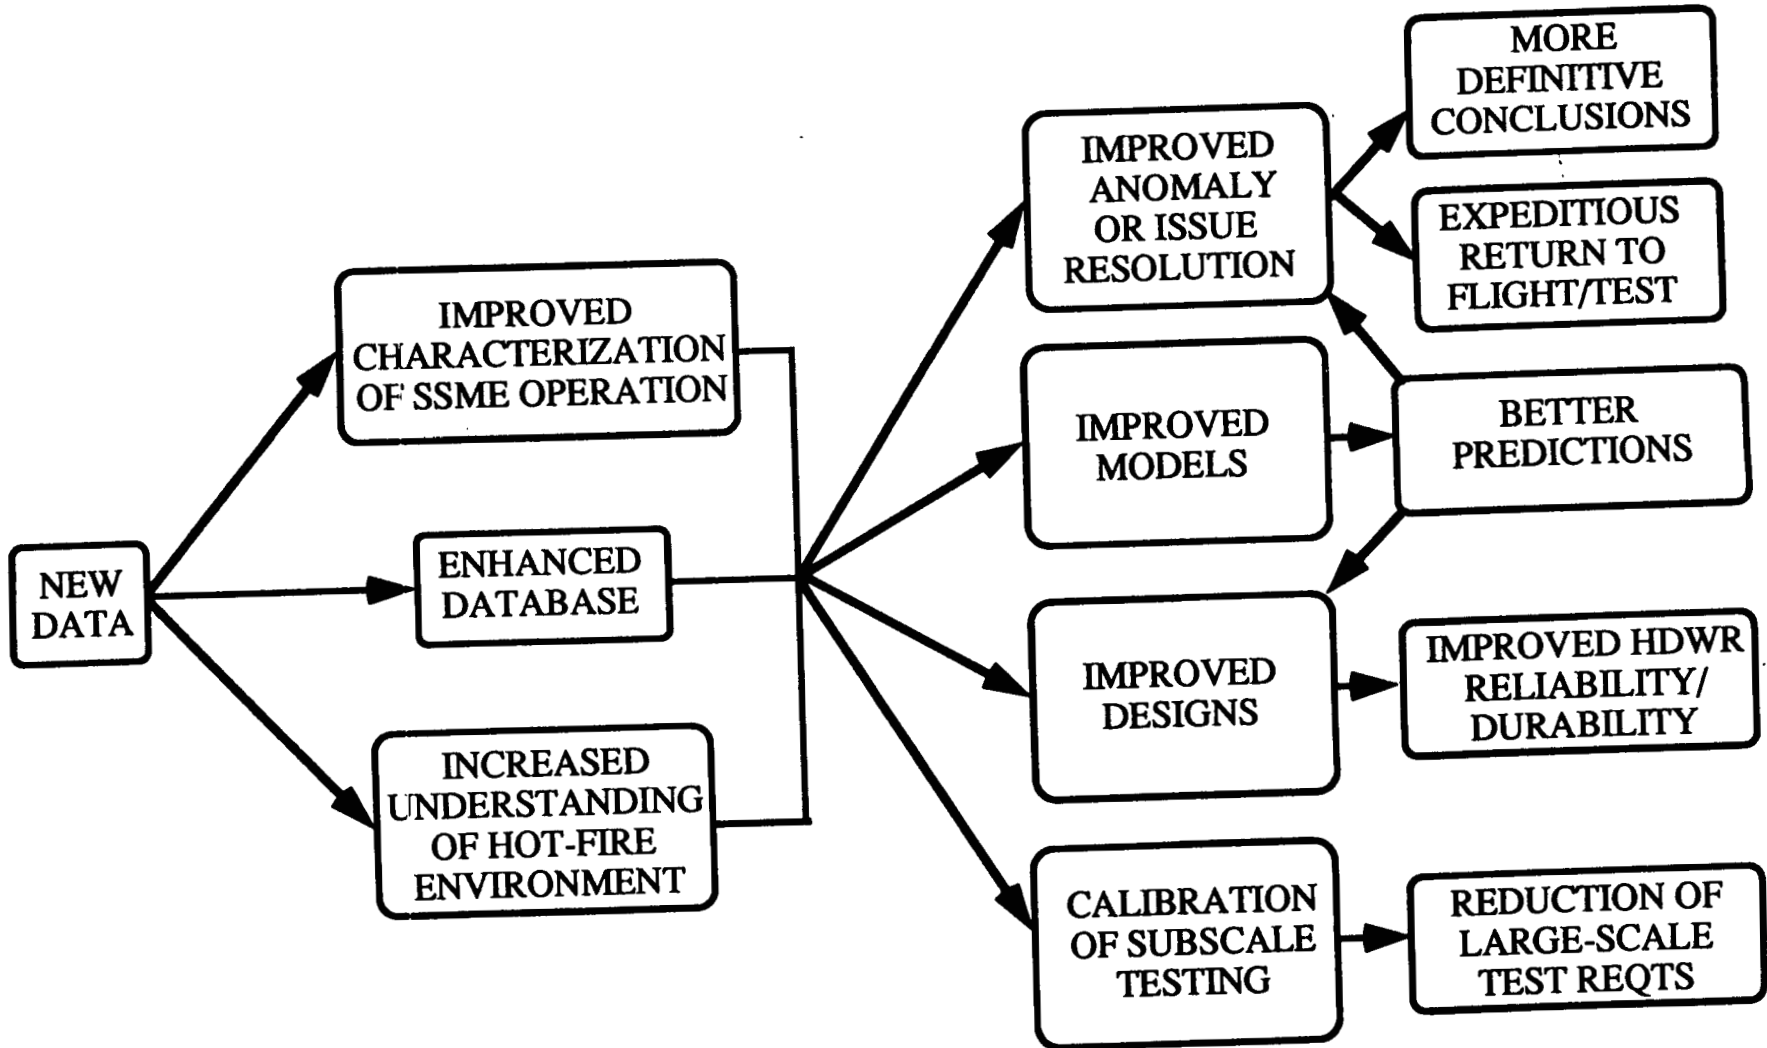 NEW
DATA
IMPROVED
CHARACTERIZATION
OF SSME OPERATION
ENHANCED
DATABASE
INCREASED
UNDERSTANDING
OF HOT-FIRE
ENVIRONMENT
IMPROVED
ANOMALY
OR ISSUE
RESOLUTION
IMPROVED
MODELS
IMPROVED
DESIGNS
CALIBRATION
OF SUBSCALE
TESTING
MORE
DEFINITIVE
CONCLUSIONS
EXPEDITIOUS
RETURN TO
FLIGHT/TEST
BETTER
PREDICTIONS
IMPROVED HDWR
RELIABILITY/
DURABILITY
REDUCTION OF
LARGE-SCALE
TEST REQTS